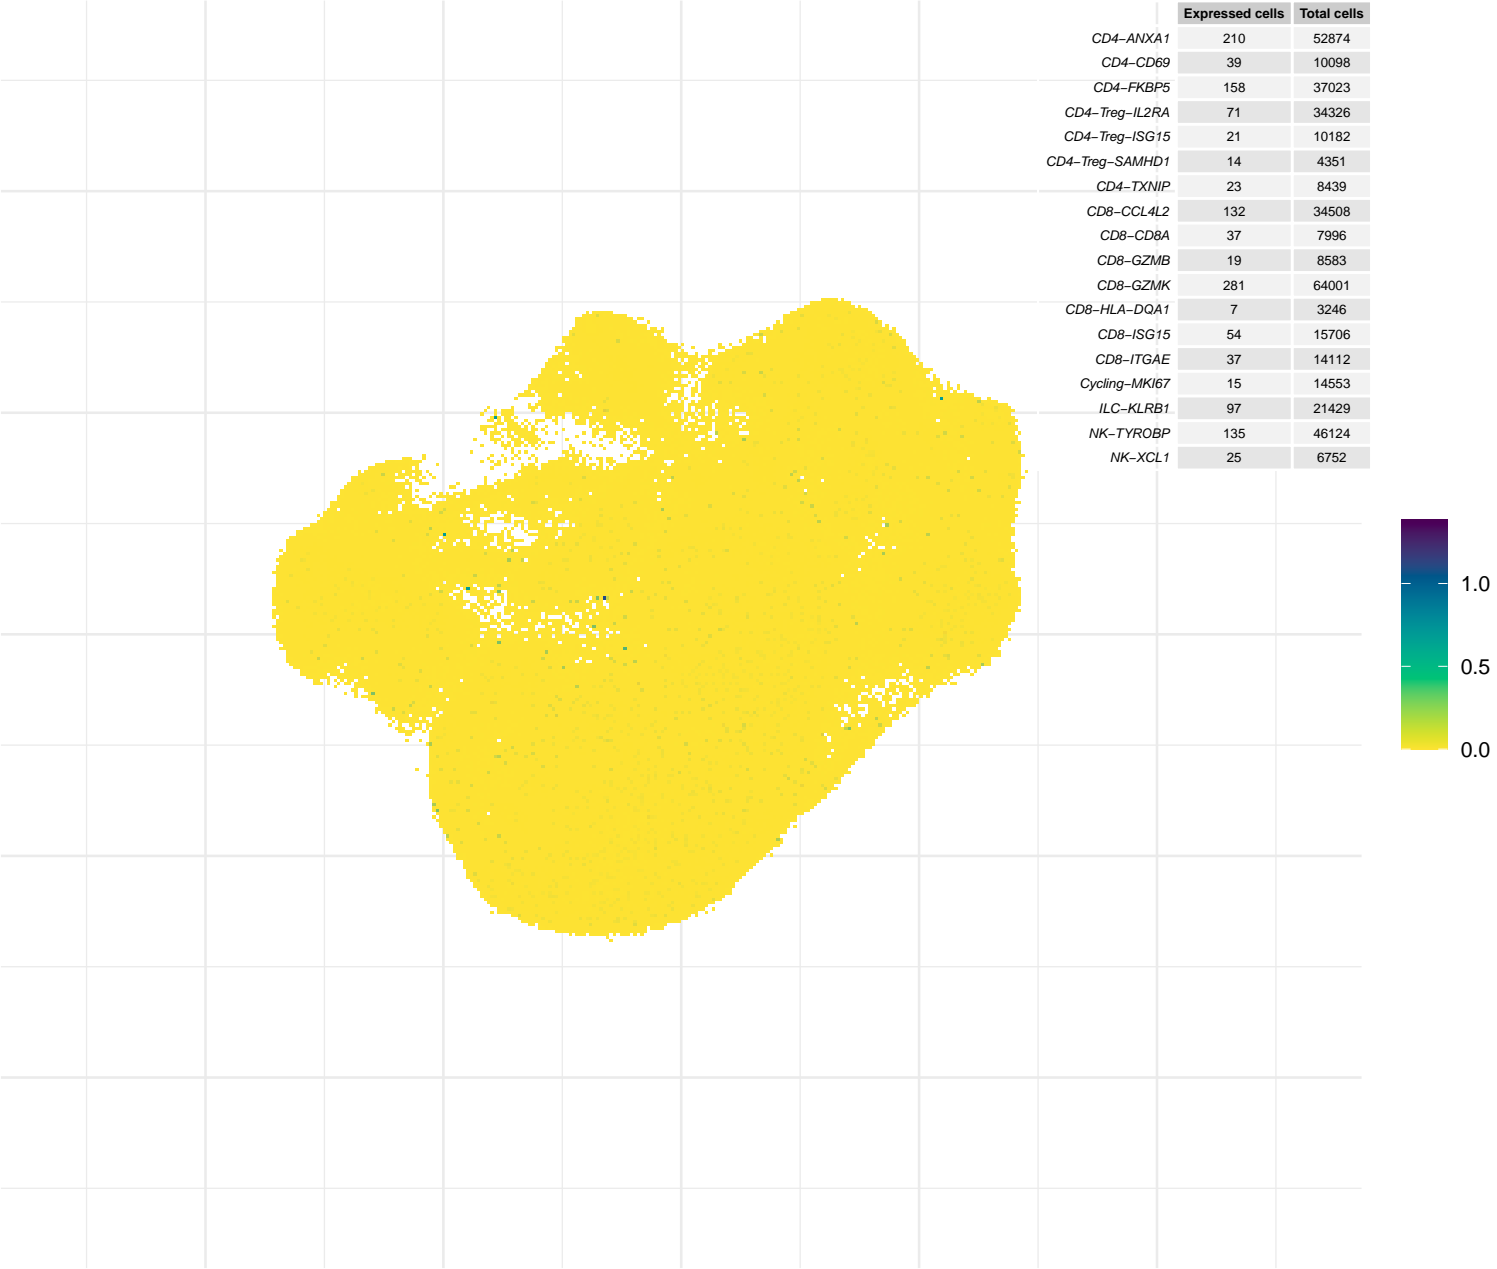 Expressed cells Total cells
CD4−ANXA1 210 52874
CD4−CD69 39 10098
CD4−FKBP5 158 37023
CD4−Treg−IL2RA 71 34326
CD4−Treg−ISG15 21 10182
CD4−Treg−SAMHD1 14 4351
CD4−TXNIP 23 8439
CD8−CCL4L2 132 34508
CD8−CD8A 37 7996
CD8−GZMB 19 8583
CD8−GZMK 281 64001
CD8−HLA−DQA1 7 3246
CD8−ISG15 54 15706
CD8−ITGAE 37 14112
Cycling−MKI67 15 14553
ILC−KLRB1 97 21429
NK−TYROBP 135 46124
NK−XCL1 25 6752
1.0
0.5
0.0